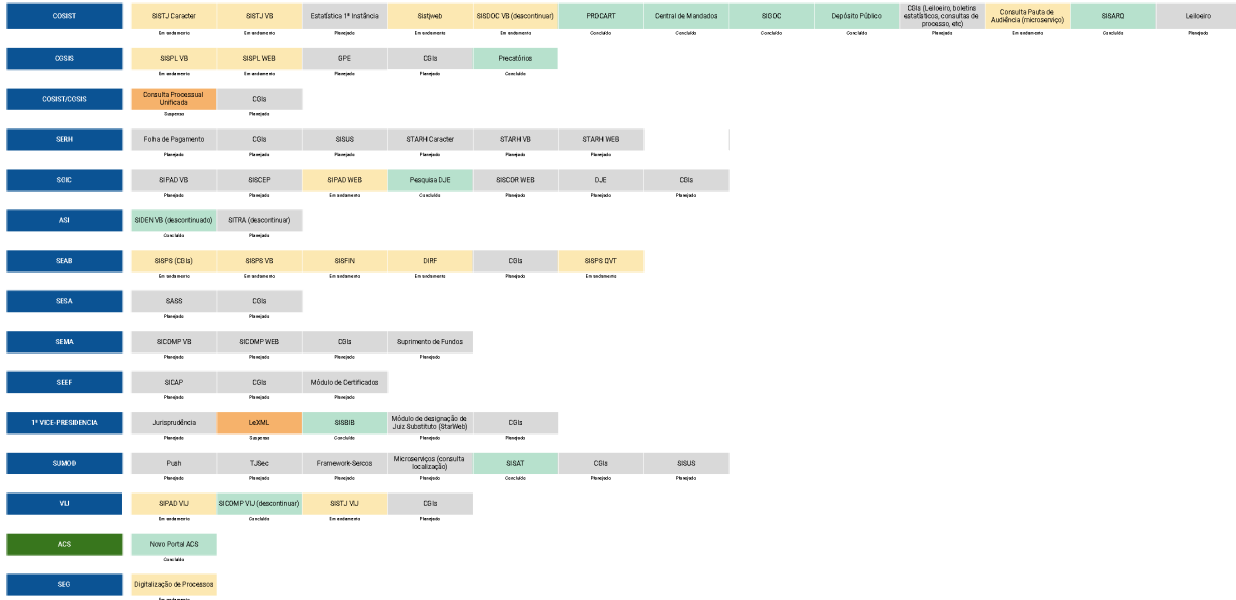 COSIST
SISTJ Caracter
SISTJ VB
Estatística 1ª Instância
Sistjweb
SISDOC VB (descontinuar)
PROCART
Central de Mandados
SIGOC
Depósito Público
CGIs (Leiloeiro, boletins
estatísticos, consultas de
processo, etc)
Consulta Pauta de
Audiência (microserviço)
SISARQ
Leiloeiro
Em andamento
Em andamento
Planejado
Em andamento
Em andamento
Concluído
Concluído
Concluído
Concluído
Planejado
Em andamento
Concluído
Planejado
CGSIS
SISPL VB
SISPL WEB
GPE
CGIs
Precatórios
Em andamento
Em andamento
Planejado
Planejado
Concluído
COSIST/COGIS
Consulta Processual
Unificada
CGIs
Suspenso
Planejado
SERH
Folha de Pagamento
CGIs
SISUS
STARH Caracter
STARH VB
STARH WEB
Planejado
Planejado
Planejado
Planejado
Planejado
Planejado
SGIC
SIPAD VB
SISCEP
SIPAD WEB
Pesquisa DJE
SISCOR WEB
DJE
CGIs
Planejado
Planejado
Em andamento
Concluído
Planejado
Planejado
Planejado
ASI
SIDEN VB (descontinuado)
SITRA (descontinuar)
Concluído
Planejado
SEAB
SISPS (CGIs)
SISPS VB
SISFIN
DIRF
CGIs
SISPS QVT
Em andamento
Em andamento
Em andamento
Em andamento
Planejado
Em andamento
SESA
SASS
CGIs
Planejado
Planejado
SEMA
SICOMP VB
SICOMP WEB
CGIs
Suprimento de Fundos
Planejado
Planejado
Planejado
Planejado
SEEF
SICAP
CGIs
Módulo de Certificados
Planejado
Planejado
Planejado
1ª VICE-PRESIDENCIA
Jurisprudência
LeXML
SISBIB
Módulo de designação de
Juiz Substituto (StarWeb)
CGIs
Planejado
Suspenso
Concluído
Planejado
Planejado
SUMOD
Push
TJSec
Framework-Sercos
Microserviços (consulta
localização)
SISAT
CGIs
SISUS
Planejado
Planejado
Planejado
Planejado
Concluído
Planejado
Planejado
VIJ
SIPAD VIJ
SICOMP VIJ (descontinuar)
SISTJ VIJ
CGIs
Em andamento
Concluído
Em andamento
Planejado
ACS
Novo Portal ACS
Concluído
SEG
Digitalização de Processos
Em andamento